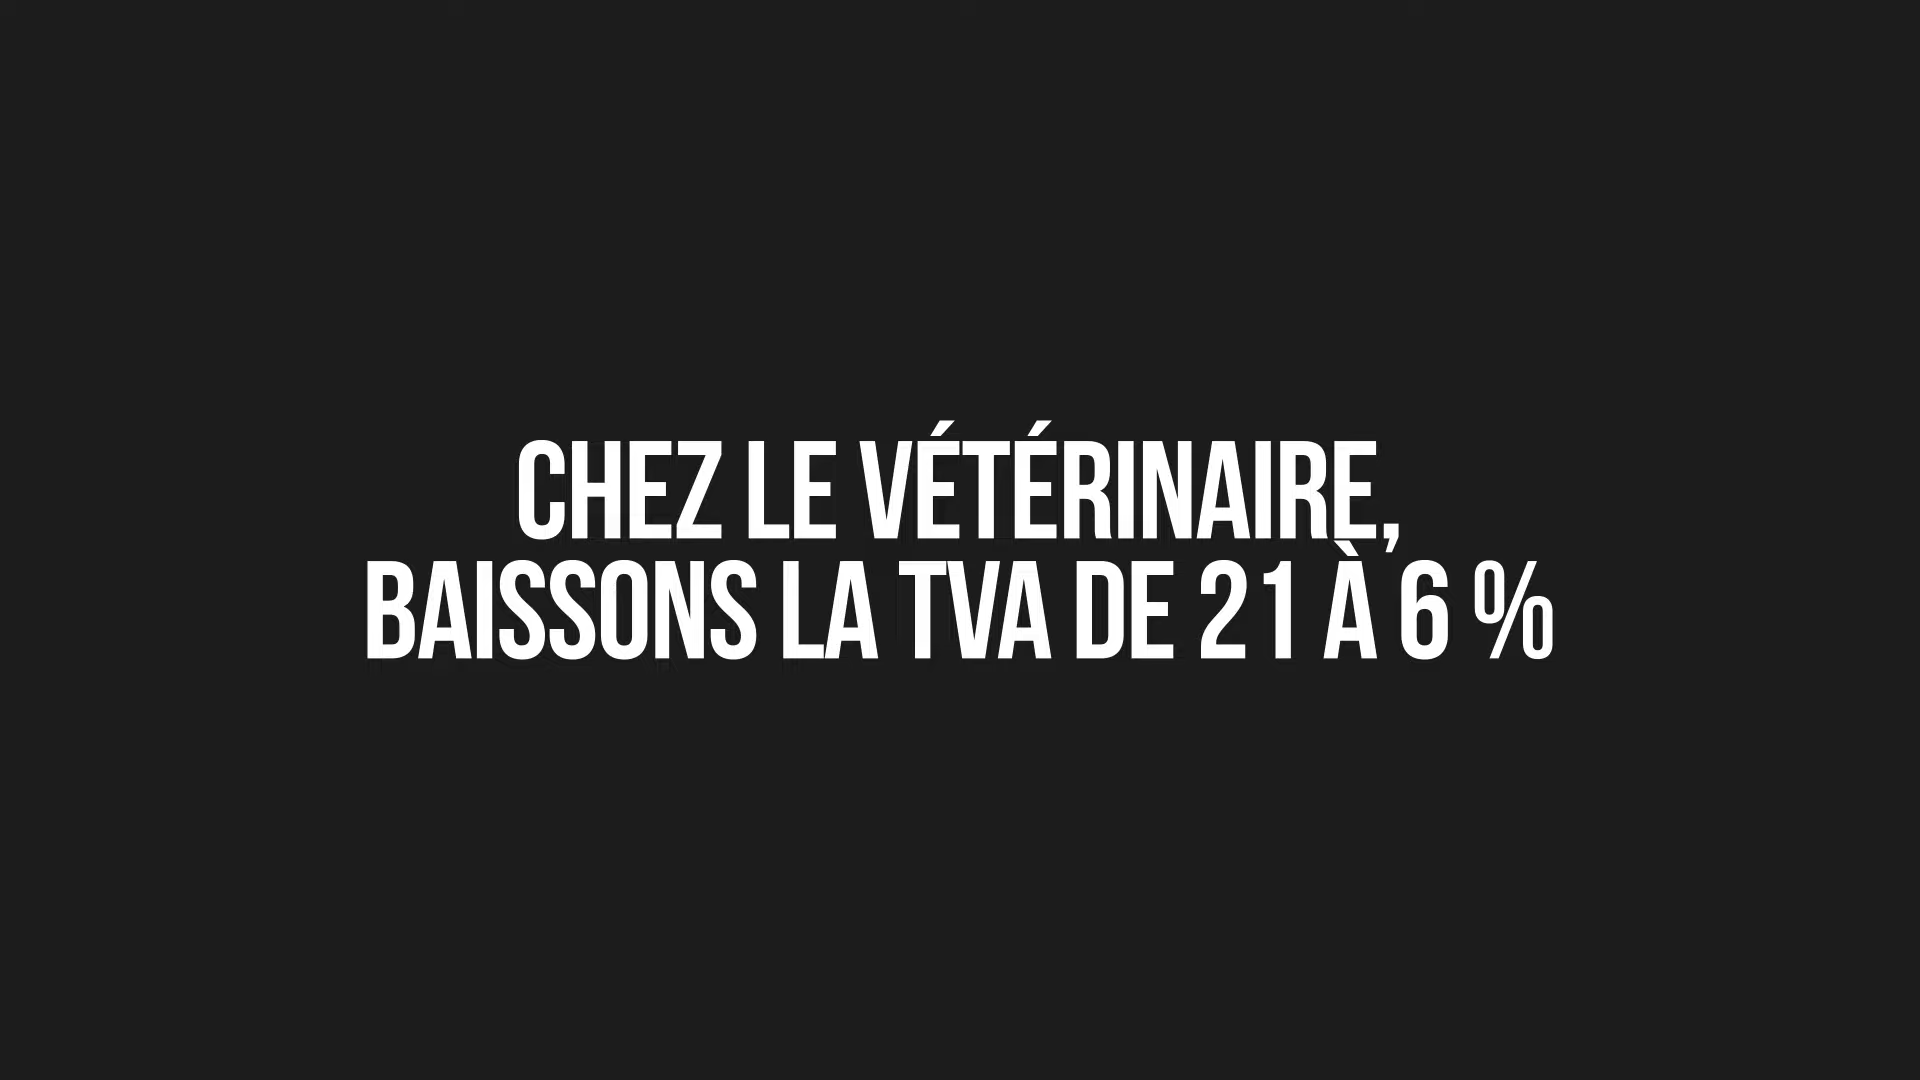 CHEZ LE VÉTÉRINAIRE,
BAISSONS LA TVA DE 21 À 6 %